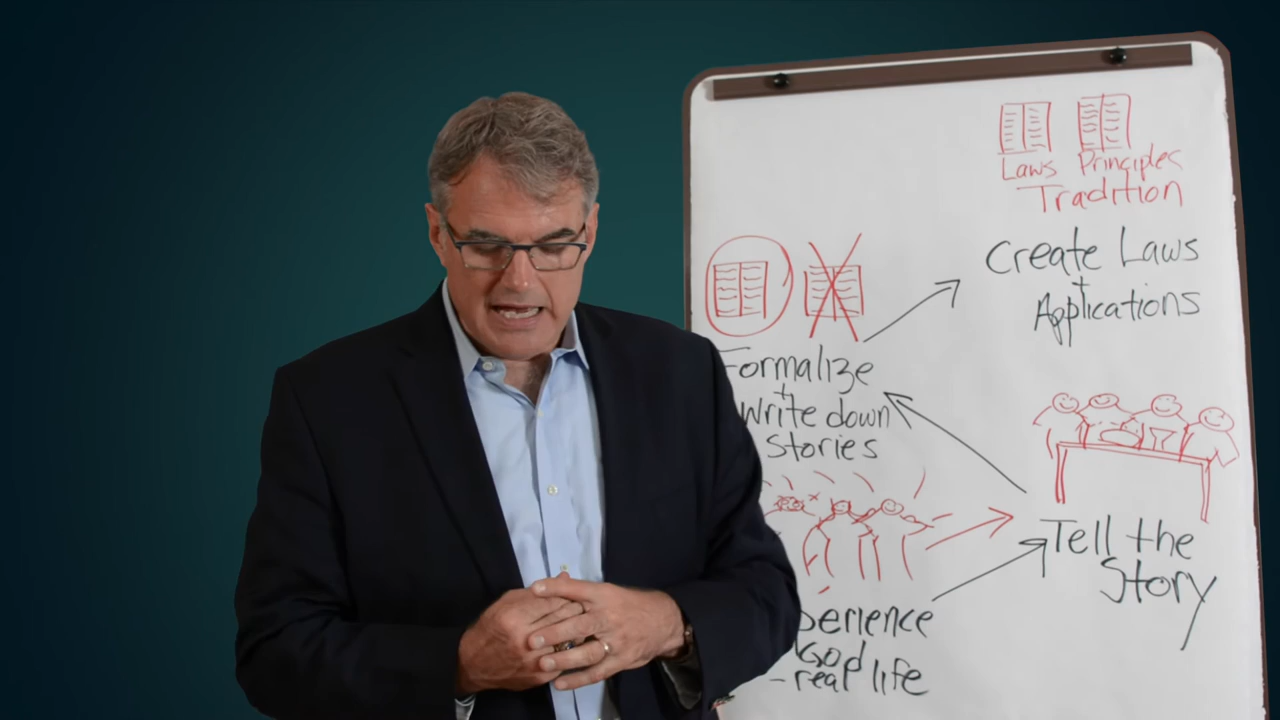 Laws Principles
Tradition
Create Laws
+
Applications
Formalize
+
Write down
Stories
Tell the
Story
perience
God
-real life